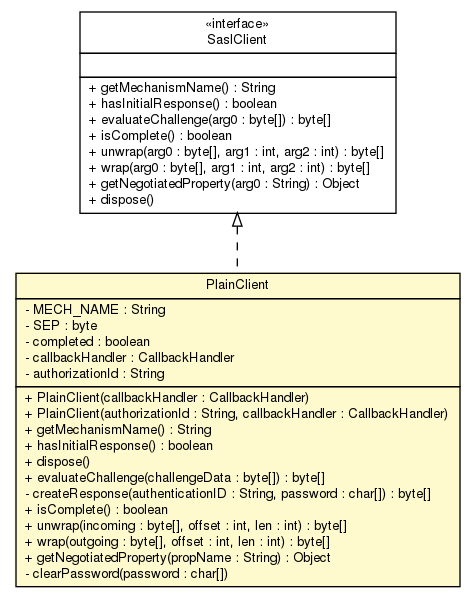 «interface»
SaslClient
+ getMechanismName() : String
+ hasInitialResponse() : boolean
+ evaluateChallenge(arg0 : byte[]) : byte[]
+ isComplete() : boolean
+ unwrap(arg0 : byte[], arg1 : int, arg2 : int) : byte[]
+ wrap(arg0 : byte[], arg1 : int, arg2 : int) : byte[]
+ getNegotiatedProperty(arg0 : String) : Object
+ dispose()
PlainClient
- MECH_NAME : String
- SEP : byte
- completed : boolean
- callbackHandler : CallbackHandler
- authorizationId : String
+ PlainClient(callbackHandler : CallbackHandler)
+ PlainClient(authorizationId : String, callbackHandler : CallbackHandler)
+ getMechanismName() : String
+ hasInitialResponse() : boolean
+ dispose()
+ evaluateChallenge(challengeData : byte[]) : byte[]
- createResponse(authenticationID : String, password : char[]) : byte[]
+ isComplete() : boolean
+ unwrap(incoming : byte[], offset : int, len : int) : byte[]
+ wrap(outgoing : byte[], offset : int, len : int) : byte[]
+ getNegotiatedProperty(propName : String) : Object
- clearPassword(password : char[])